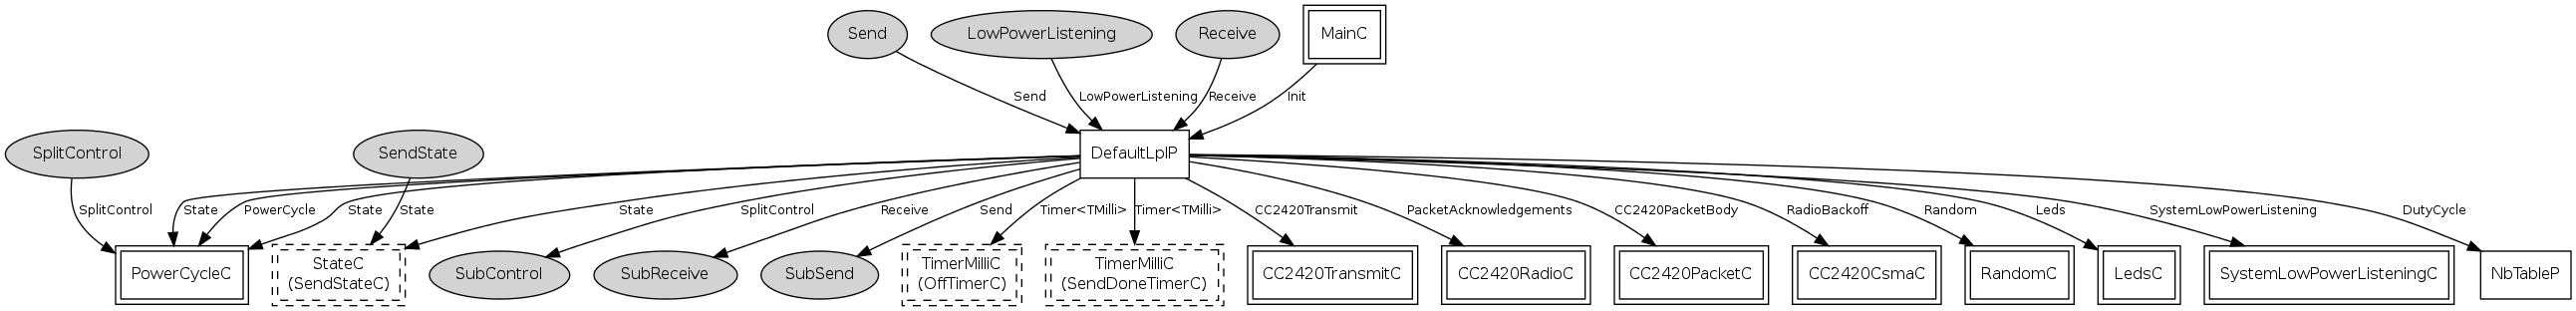 Send
LowPowerListening
Receive
MainC
Send
LowPowerListening
Receive
Init
SplitControl
SendState
DefaultLplP
SplitControl
State
PowerCycle
State
State
State
SplitControl
Receive
Send
Timer<TMilli>
Timer<TMilli>
CC2420Transmit
PacketAcknowledgements
CC2420PacketBody
RadioBackoff
Random
Leds
SystemLowPowerListening
DutyCycle
PowerCycleC
StateC
(SendStateC)
SubControl
SubReceive
SubSend
TimerMilliC
(OffTimerC)
TimerMilliC
(SendDoneTimerC)
CC2420TransmitC
CC2420RadioC
CC2420PacketC
CC2420CsmaC
RandomC
LedsC
SystemLowPowerListeningC
NbTableP